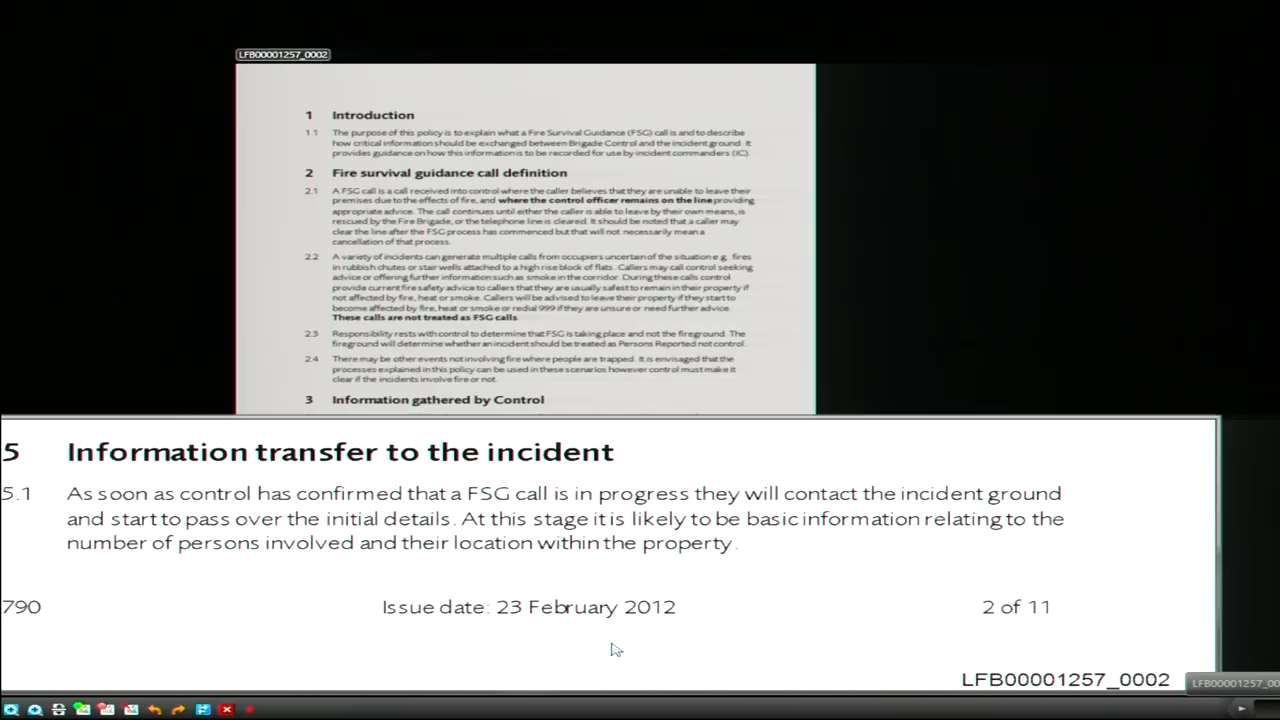 LFB00001257_0002
1 Introduction
1.1 The purpose of this policy is to explain what a Fire Survival Guidance (FSG) call is and to describe
how critical information should be exchanged between Brigade Control and the incident ground. It
provides guidance on how this information is to be recorded for use by incident commanders (IC).
2 Fire survival guidance call definition
2.1 A FSG call is a call received into control where the caller believes that they are unable to leave their
premises due to the effects of fire, and where the control officer remains on the line providing
appropriate advice. The call continues until either the caller is able to leave by their own means, is
rescued by the Fire Brigade, or the telephone line is cleared. It should be noted that a caller may
clear the line after the FSG process has commenced but that will not necessarily mean a
cancellation of that process.
2.2 A variety of incidents can generate multiple calls from occupiers uncertain of the situation e.g. fires
in rubbish chutes or stair wells attached to a high rise block of flats. Callers may call control seeking
advice or offering further information such as smoke in the corridor. During these calls control
provide current fire safety advice to callers that they are usually safest to remain in their property if
not affected by fire, heat or smoke. Callers will be advised to leave their property if they start to
become affected by fire, heat or smoke or redial 999 if they are unsure or need further advice.
These calls are not treated as FSG calls.
2.3 Responsibility rests with control to determine that FSG is taking place and not the fireground. The
fireground will determine whether an incident should be treated as Persons Reported not control.
2.4 There may be other events not involving fire where people are trapped. It is envisaged that the
processes explained in this policy can be used in these scenarios however control must make it
clear if the incidents involve fire or not.
3 Information gathered by Control
5 Information transfer to the incident
5.1 As soon as control has confirmed that a FSG call is in progress they will contact the incident ground
and start to pass over the initial details. At this stage it is likely to be basic information relating to the
number of persons involved and their location within the property.
790 Issue date: 23 February 2012 2 of 11
LFB00001257_0002
LFB00001257_00